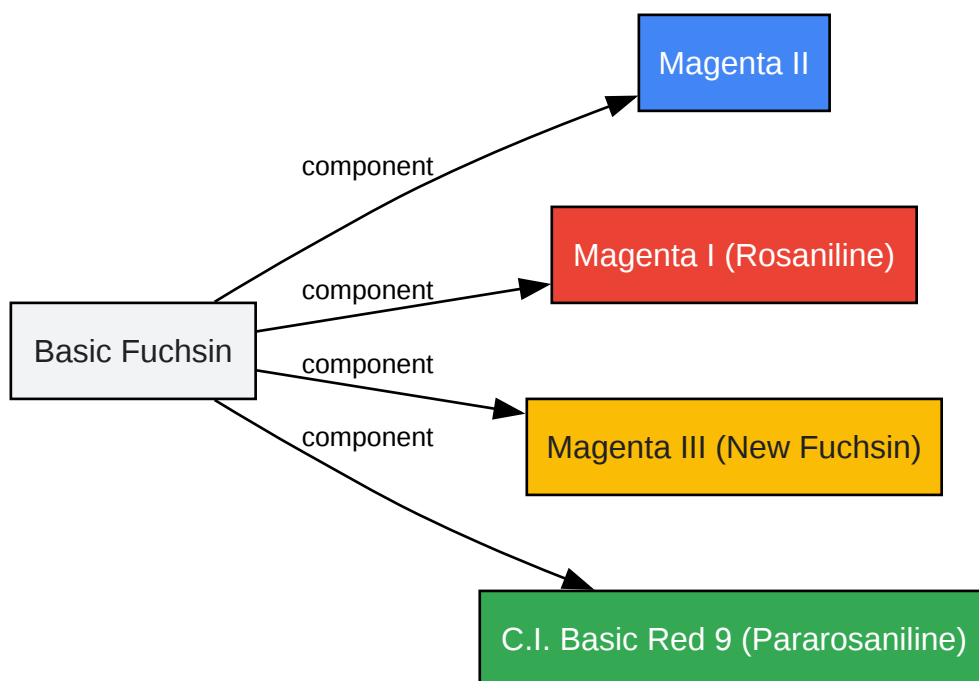 Magenta II
component
Magenta I (Rosaniline)
component
Basic Fuchsin
component
Magenta III (New Fuchsin)
component
C.I. Basic Red 9 (Pararosaniline)